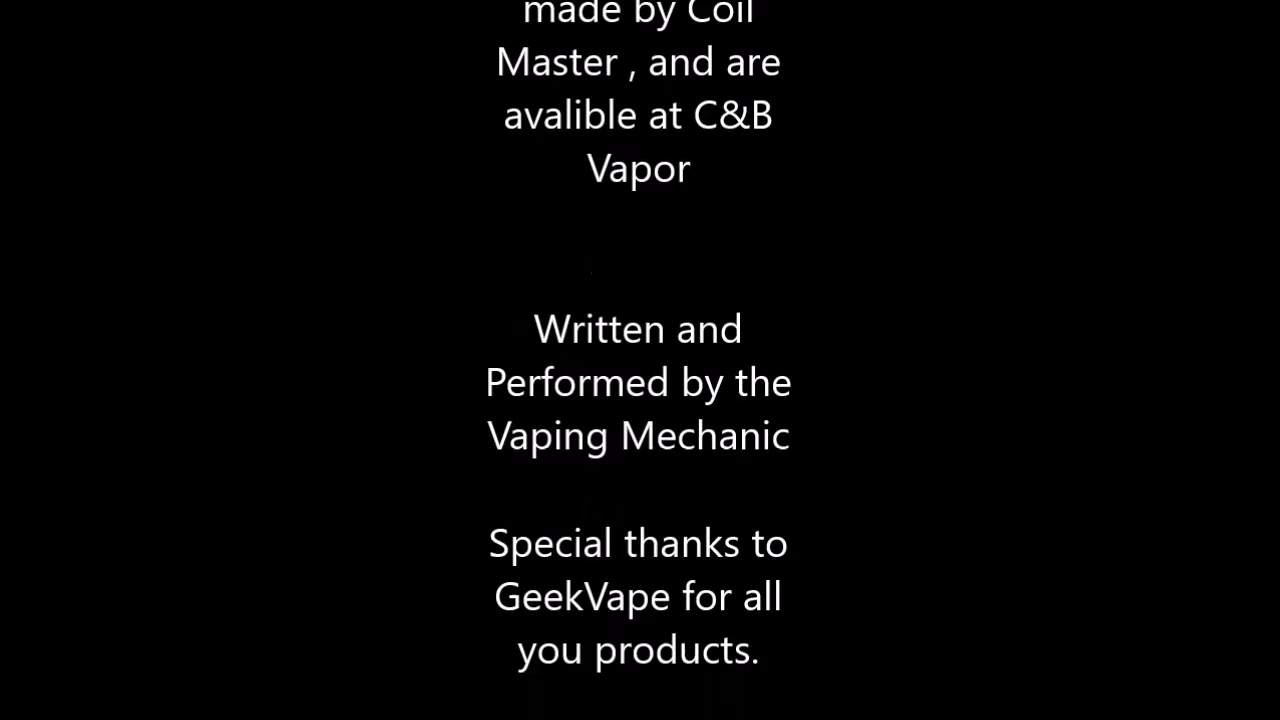 made by Coil
Master , and are
avalible at C&B
Vapor
Written and
Performed by the
Vaping Mechanic
Special thanks to
GeekVape for all
you products.